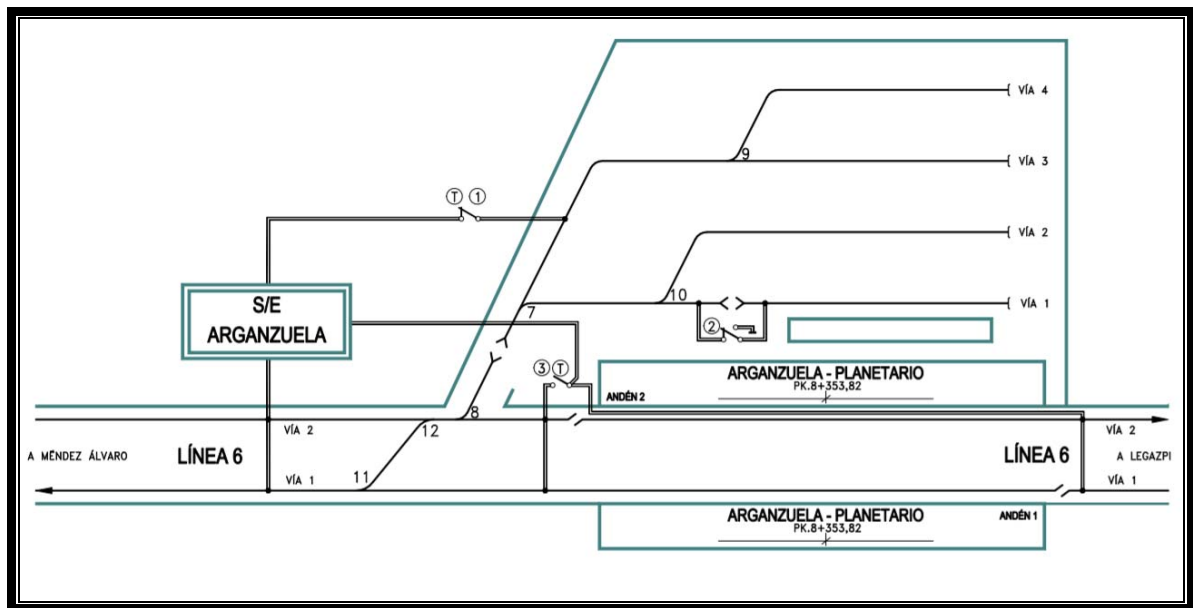 VÍA 4
9
VÍA 3
T 1
VÍA 2
10
VÍA 1
S/E
ARGANZUELA
7
2
3 T
ARGANZUELA - PLANETARIO
PK.8+353,82
ANDÉN 2
8
12
VÍA 2
VÍA 2
A MÉNDEZ ÁLVARO
LÍNEA 6
LÍNEA 6
A LEGAZPI
11
VÍA 1
VÍA 1
ARGANZUELA - PLANETARIO
ANDÉN 1
PK.8+353,82